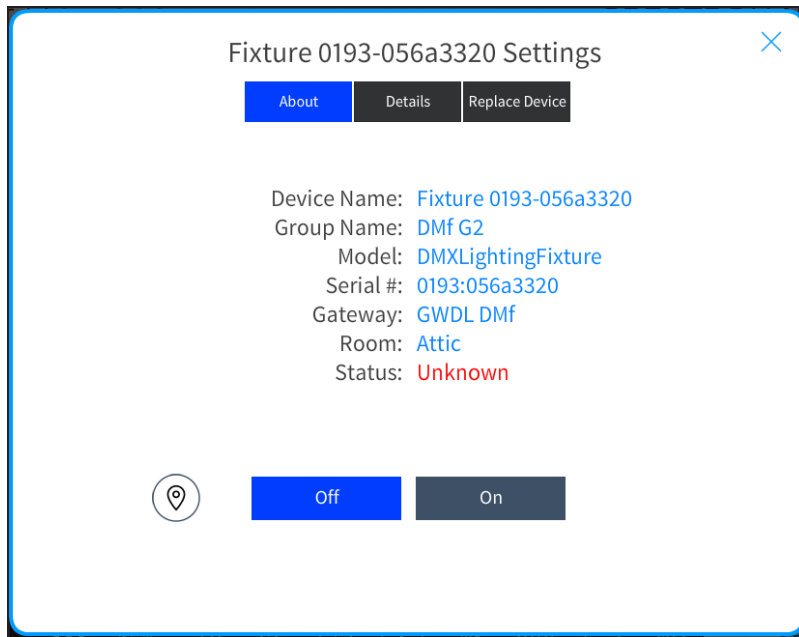 Fixture 0193-056a3320 Settings
About Details Replace Device
Device Name: Fixture 0193-056a3320
Group Name: DMf G2
Model: DMXLightingFixture
Serial #: 0193:056a3320
Gateway: GWDL DMf
Room: Attic
Status: Unknown
Off On